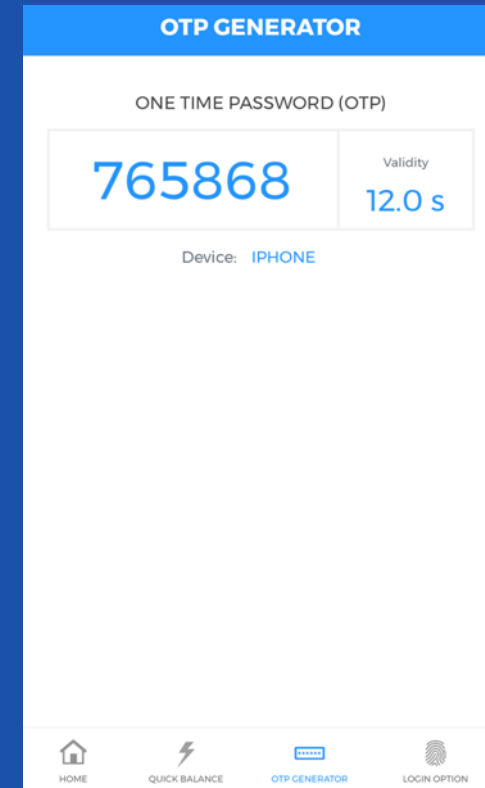 OTP GENERATOR
ONE TIME PASSWORD (OTP)
765868
Validity
12.0 s
Device: IPHONE
HOME
QUICK BALANCE
OTP GENERATOR
LOGIN OPTION